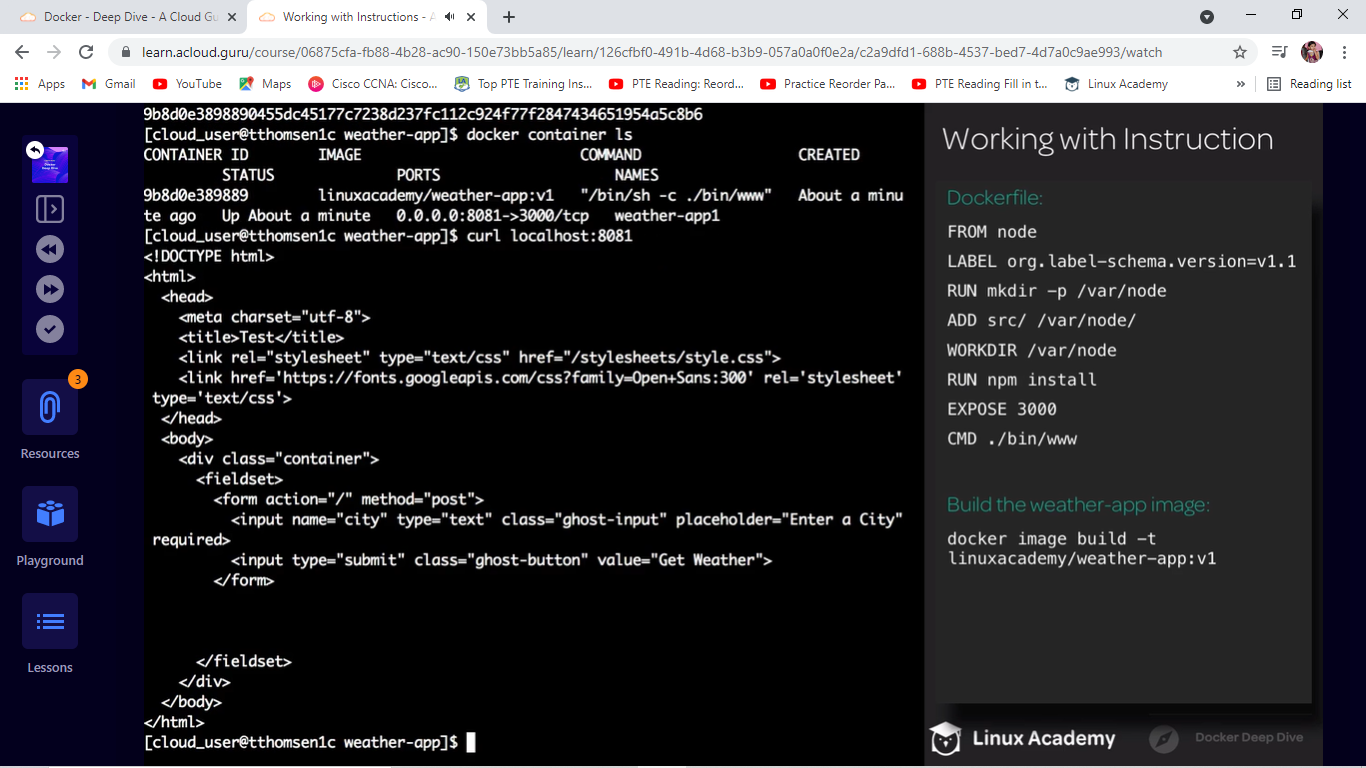 Docker - Deep Dive - A Cloud Gu
Working with Instructions - A
learn.acloud.guru/course/06875cfa-fb88-4b28-ac90-150e73bb5a85/learn/126cfbf0-491b-4d68-b3b9-057a0a0f0e2a/c2a9dfd1-688b-4537-bed7-4d7a0c9ae993/watch
Apps
Gmail
YouTube
Maps
Cisco CCNA: Cisco...
Top PTE Training Ins...
PTE Reading: Reord...
Practice Reorder Pa...
PTE Reading Fill in t...
Linux Academy
»
Reading list
3
Resources
Playground
Lessons
9b8d0e3898890455dc45177c7238d237fc112c924f77f2847434651954a5c8b6
[cloud_user@tthomsen1c weather-app]$ docker container ls
CONTAINER ID        IMAGE                         COMMAND                  CREATED
         STATUS              PORTS                    NAMES
9b8d0e389889        linuxacademy/weather-app:v1   "/bin/sh -c ./bin/www"   About a minu
te ago   Up About a minute   0.0.0.0:8081->3000/tcp   weather-app1
[cloud_user@tthomsen1c weather-app]$ curl localhost:8081
<!DOCTYPE html>
<html>
  <head>
    <meta charset="utf-8">
    <title>Test</title>
    <link rel="stylesheet" type="text/css" href="/stylesheets/style.css">
    <link href='https://fonts.googleapis.com/css?family=Open+Sans:300' rel='stylesheet'
 type='text/css'>
  </head>
  <body>
    <div class="container">
      <fieldset>
        <form action="/" method="post">
          <input name="city" type="text" class="ghost-input" placeholder="Enter a City"
 required>
          <input type="submit" class="ghost-button" value="Get Weather">
        </form>
      </fieldset>
    </div>
  </body>
</html>
[cloud_user@tthomsen1c weather-app]$
Working with Instruction
Dockerfile:
FROM node
LABEL org.label-schema.version=v1.1
RUN mkdir -p /var/node
ADD src/ /var/node/
WORKDIR /var/node
RUN npm install
EXPOSE 3000
CMD ./bin/www
Build the weather-app image:
docker image build -t
linuxacademy/weather-app:v1
Linux Academy
Docker Deep Dive